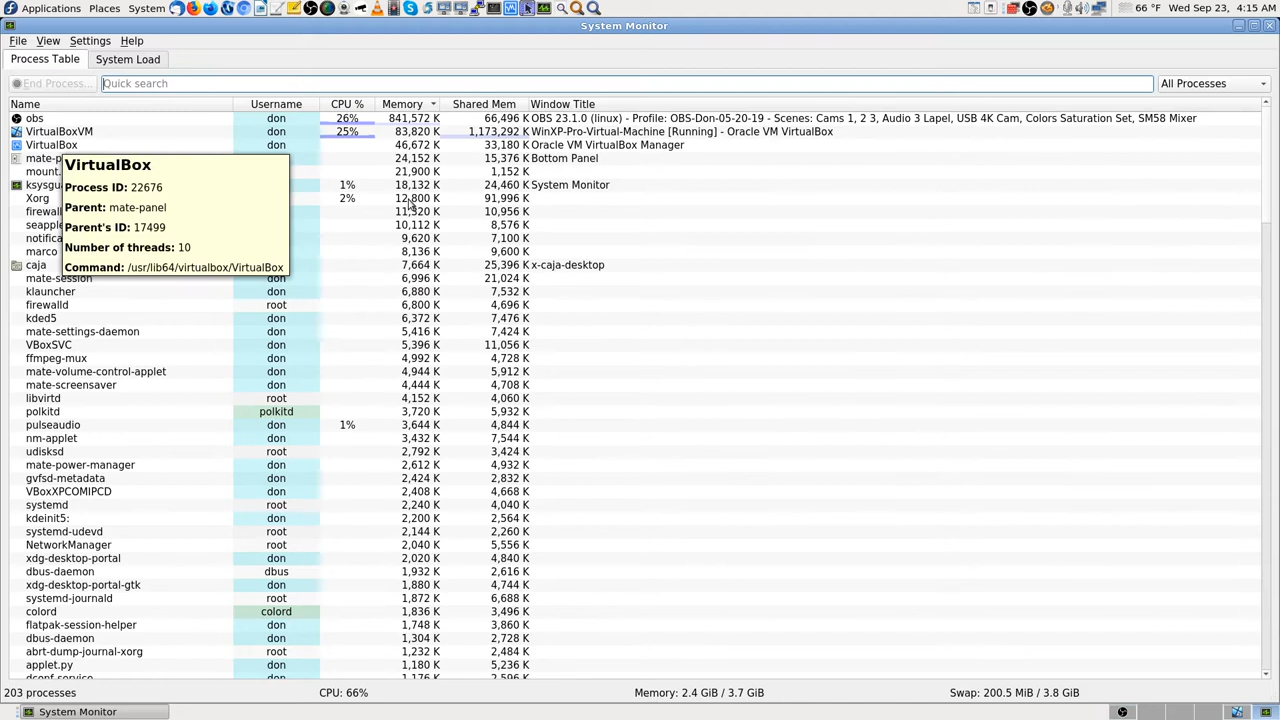 Applications Places System 66 °F Wed Sep 23, 4:15 AM
System Monitor
File View Settings Help
Process Table System Load
End Process... Quick search All Processes
Name Username CPU % Memory Shared Mem Window Title
obs don 26% 841,572 K 66,496 K OBS 23.1.0 (linux) - Profile: OBS-Don-05-20-19 - Scenes: Cams 1, 2 3, Audio 3 Lapel, USB 4K Cam, Colors Saturation Set, SM58 Mixer
VirtualBoxVM don 25% 83,820 K 1,173,292 K WinXP-Pro-Virtual-Machine [Running] - Oracle VM VirtualBox
VirtualBox don 46,672 K 33,180 K Oracle VM VirtualBox Manager
mate-p 24,152 K 15,376 K Bottom Panel
mount. 21,900 K 1,152 K
ksysgu 1% 18,132 K 24,460 K System Monitor
Xorg 2% 12,800 K 91,996 K
firewal 11,320 K 10,956 K
seapple 10,112 K 8,576 K
notifica 9,620 K 7,100 K
marco 8,136 K 9,600 K
caja 7,664 K 25,396 K x-caja-desktop
VirtualBox
Process ID: 22676
Parent: mate-panel
Parent's ID: 17499
Number of threads: 10
Command: /usr/lib64/virtualbox/VirtualBox
mate-session don 6,996 K 21,024 K
klauncher don 6,880 K 7,532 K
firewalld root 6,800 K 4,696 K
kded5 don 6,372 K 7,476 K
mate-settings-daemon don 5,416 K 7,424 K
VBoxSVC don 5,396 K 11,056 K
ffmpeg-mux don 4,992 K 4,728 K
mate-volume-control-applet don 4,944 K 5,912 K
mate-screensaver don 4,444 K 4,708 K
libvirtd root 4,152 K 4,060 K
polkitd polkitd 3,720 K 5,932 K
pulseaudio don 1% 3,644 K 4,844 K
nm-applet don 3,432 K 7,544 K
udisksd root 2,792 K 3,424 K
mate-power-manager don 2,612 K 4,932 K
gvfsd-metadata don 2,424 K 2,832 K
VBoxXPCOMIPCD don 2,408 K 4,668 K
systemd root 2,240 K 4,040 K
kdeinit5: don 2,200 K 2,564 K
systemd-udevd root 2,144 K 2,260 K
NetworkManager root 2,040 K 5,556 K
xdg-desktop-portal don 2,020 K 4,840 K
dbus-daemon dbus 1,932 K 2,616 K
xdg-desktop-portal-gtk don 1,880 K 4,744 K
systemd-journald root 1,872 K 6,688 K
colord colord 1,836 K 3,496 K
flatpak-session-helper don 1,748 K 3,860 K
dbus-daemon don 1,304 K 2,728 K
abrt-dump-journal-xorg root 1,232 K 2,484 K
applet.py don 1,180 K 5,236 K
dconf-service don 1,176 K 2,596 K
203 processes CPU: 66% Memory: 2.4 GiB / 3.7 GiB Swap: 200.5 MiB / 3.8 GiB
System Monitor